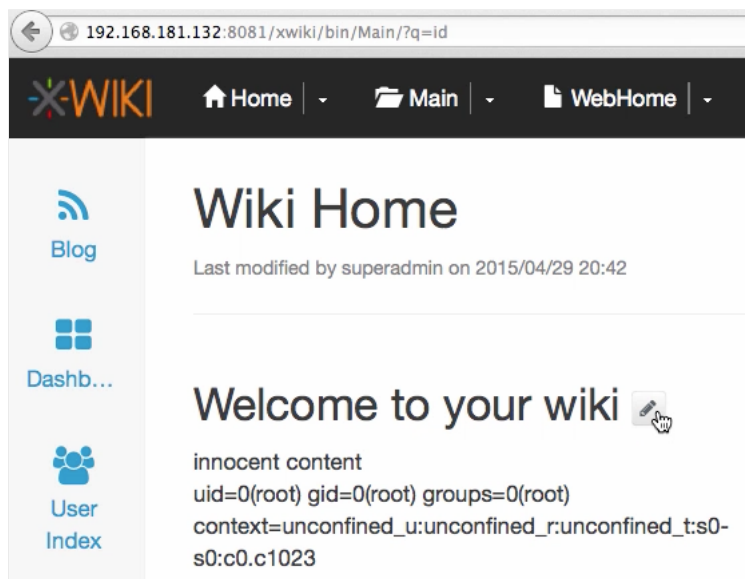 192.168.181.132:8081/xwiki/bin/Main/?q=id
X-WIKI
Home
Main
WebHome
Blog
Dashb...
User
Index
Wiki Home
Last modified by superadmin on 2015/04/29 20:42
Welcome to your wiki
innocent content
uid=0(root) gid=0(root) groups=0(root)
context=unconfined_u:unconfined_r:unconfined_t:s0-
s0:c0.c1023